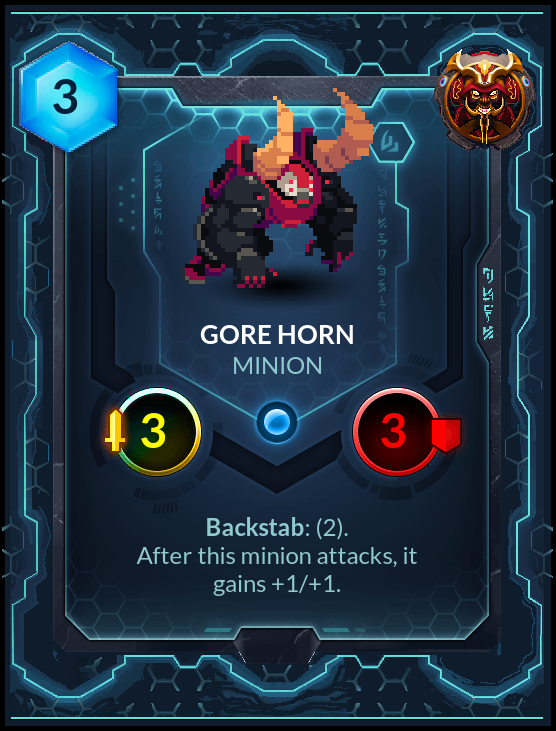 3
GORE HORN
MINION
3 3
Backstab: (2).
After this minion attacks, it
gains +1/+1.